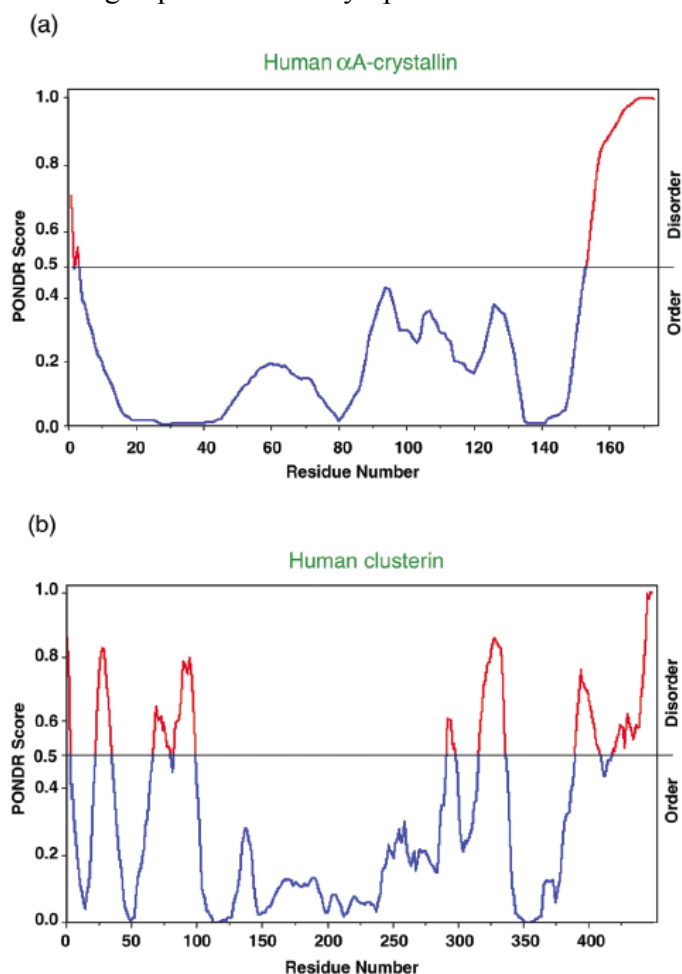 (a)
Human αA-crystallin
1.0
0.8
0.6
0.5
0.4
0.2
0.0
PONDR Score
Disorder
Order
0 20 40 60 80 100 120 140 160
Residue Number
(b)
Human clusterin
1.0
0.8
0.6
0.5
0.4
0.2
0.0
PONDR Score
Disorder
Order
0 50 100 150 200 250 300 350 400
Residue Number